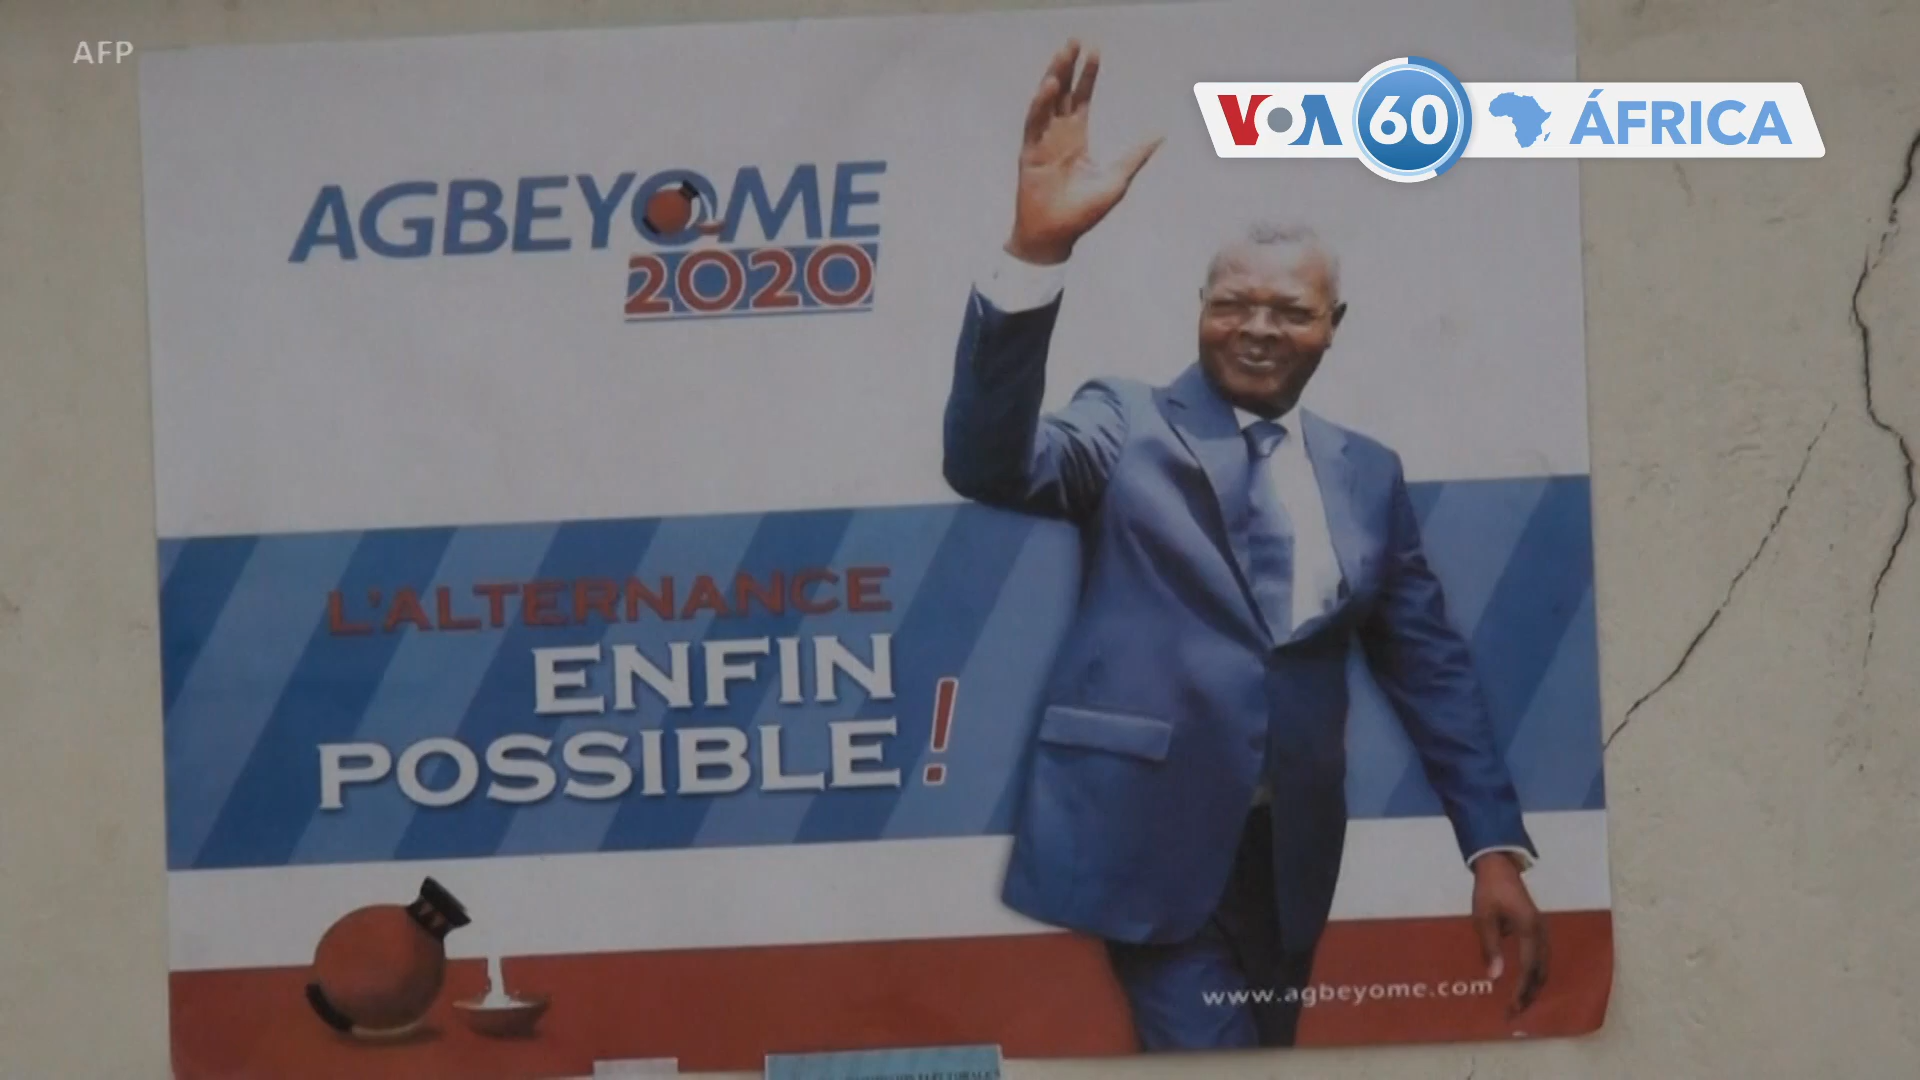 AFP
VOA 60 ÁFRICA
AGBEYOME
2020
L'ALTERNANCE
ENFIN
POSSIBLE !
www.agbeyome.com